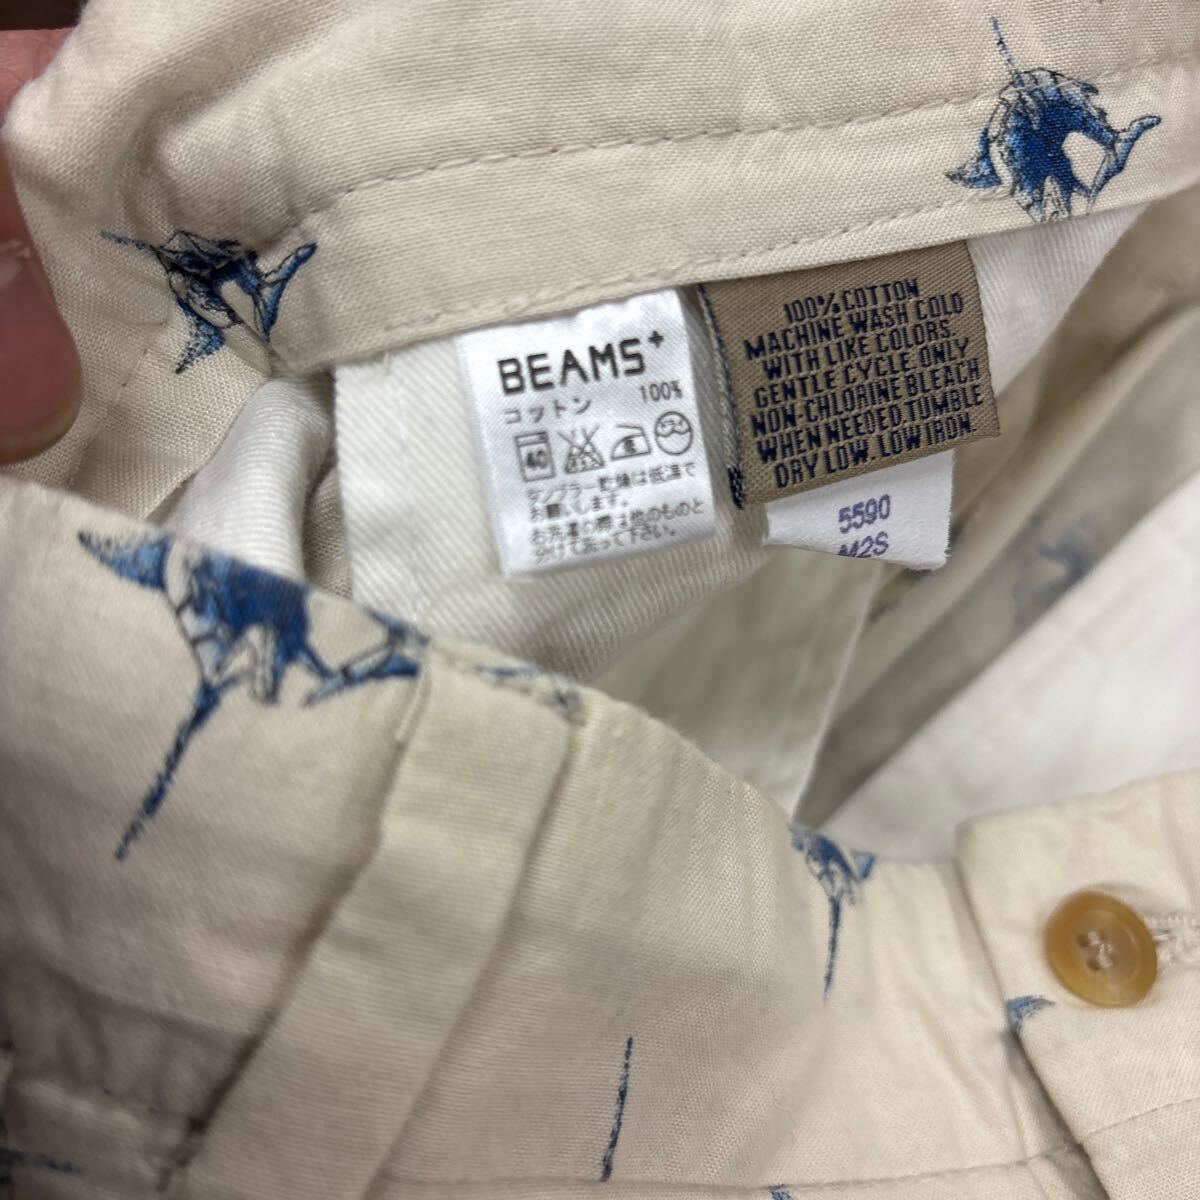 BEAMS+
コットン 100%
40
タンブラー乾燥は低温で
お願いします。
お洗濯の際は他のものと
分けて洗って下さい。
100% COTTON
MACHINE WASH COLD
WITH LIKE COLORS.
GENTLE CYCLE ONLY
NON-CHLORINE BLEACH
WHEN NEEDED. TUMBLE
DRY LOW. LOW IRON
5590
M2S